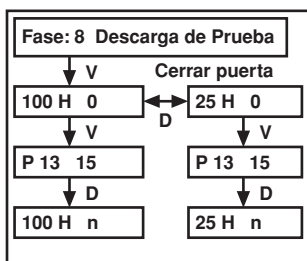 Fase: 8 Descarga de Prueba
V Cerrar puerta
100 H 0 D 25 H 0
V V
P 13 15 P 13 15
D D
100 H n 25 H n